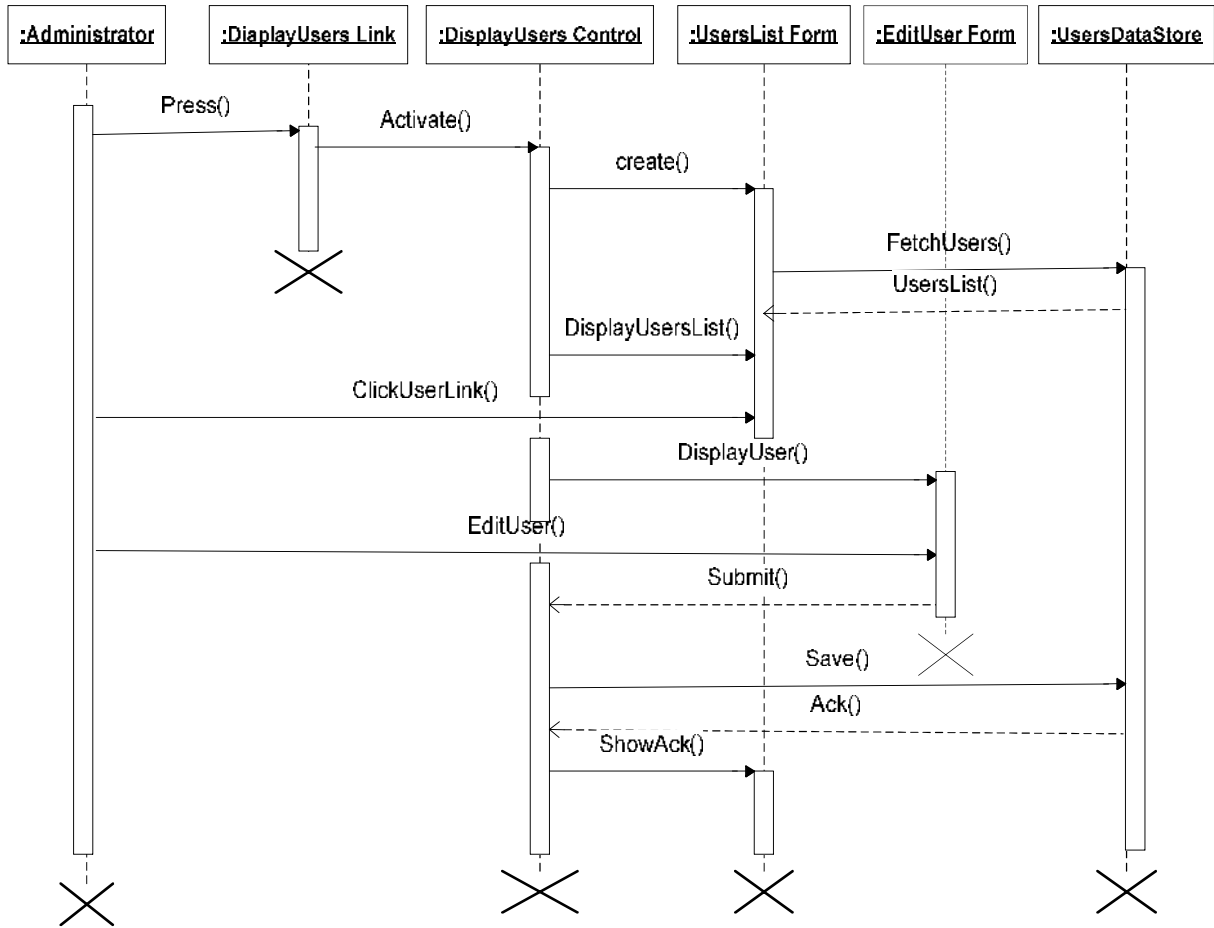 :Administrator
:DiaplayUsers Link
:DisplayUsers Control
:UsersList Form
:EditUser Form
:UsersDataStore
Press()
Activate()
create()
FetchUsers()
UsersList()
DisplayUsersList()
ClickUserLink()
DisplayUser()
EditUser()
Submit()
Save()
Ack()
ShowAck()